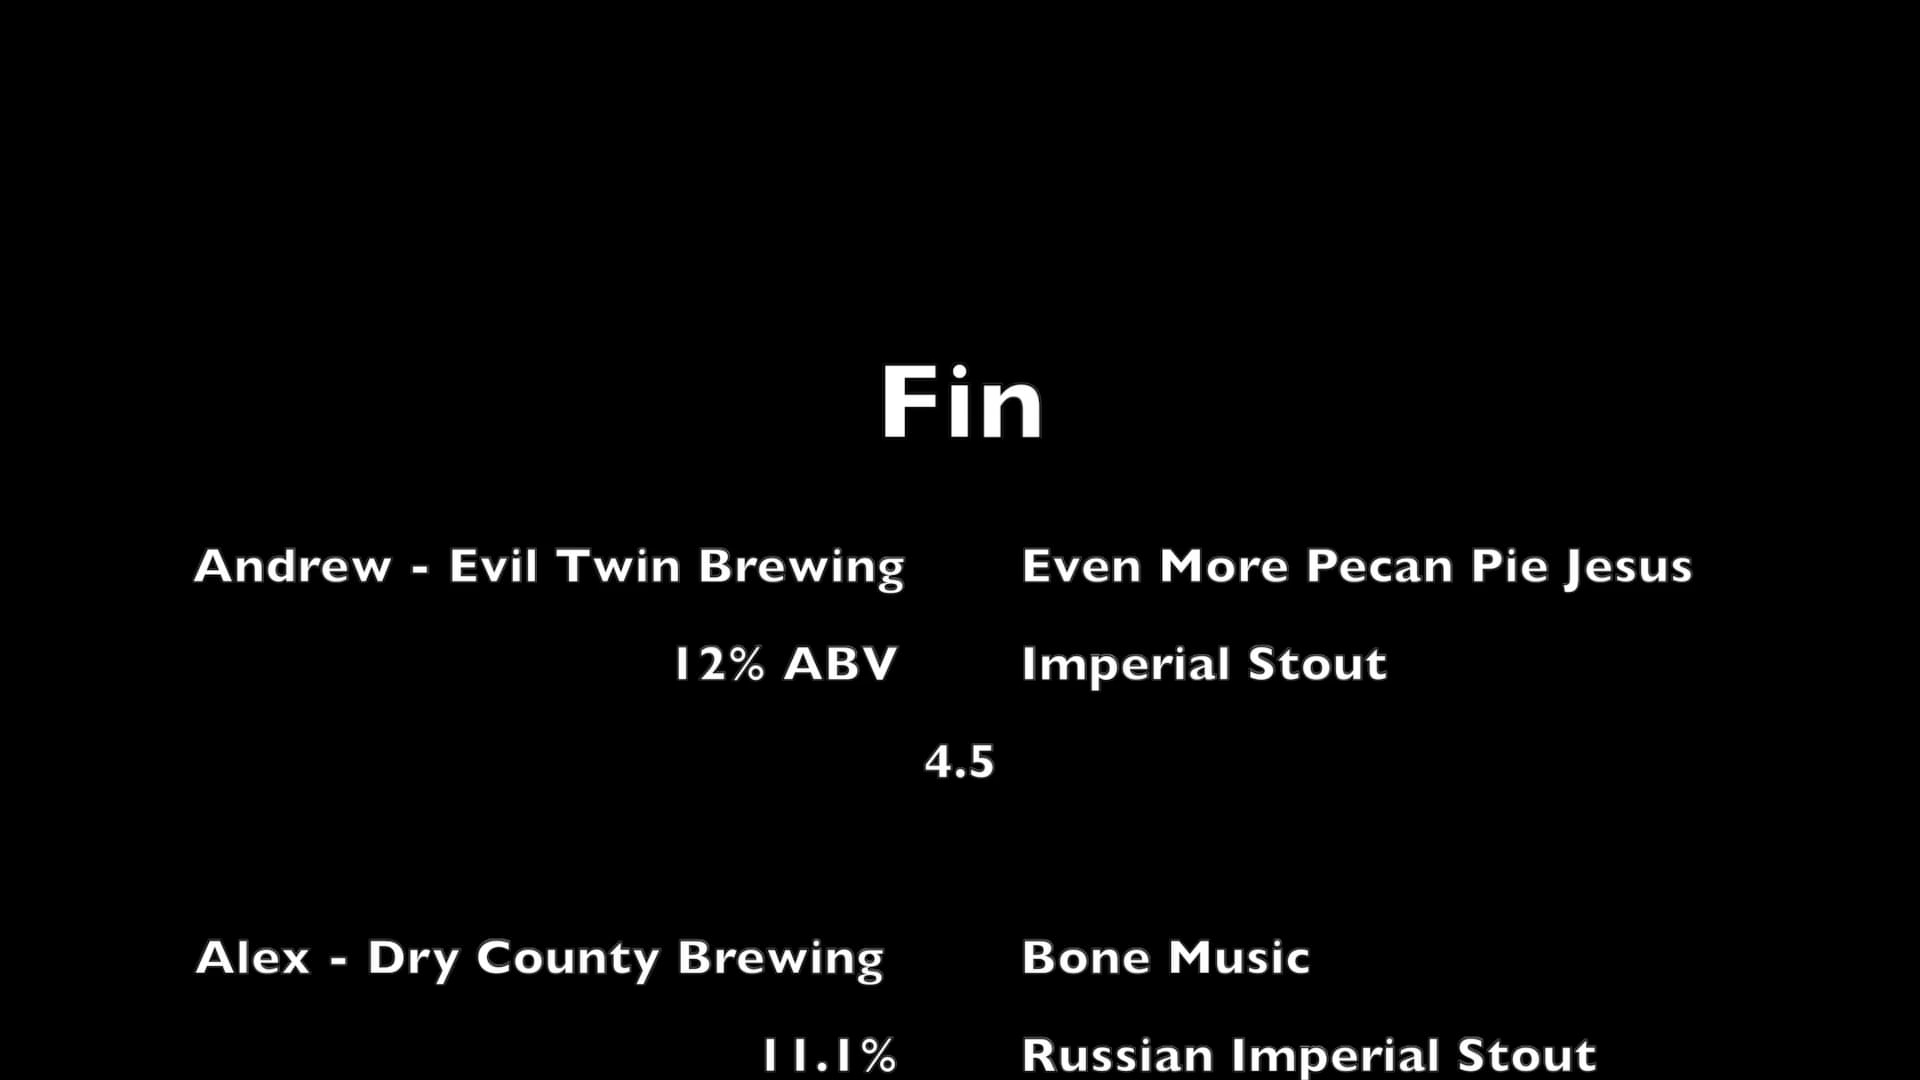 Fin
Andrew - Evil Twin Brewing Even More Pecan Pie Jesus
12% ABV Imperial Stout
4.5
Alex - Dry County Brewing Bone Music
11.1% Russian Imperial Stout